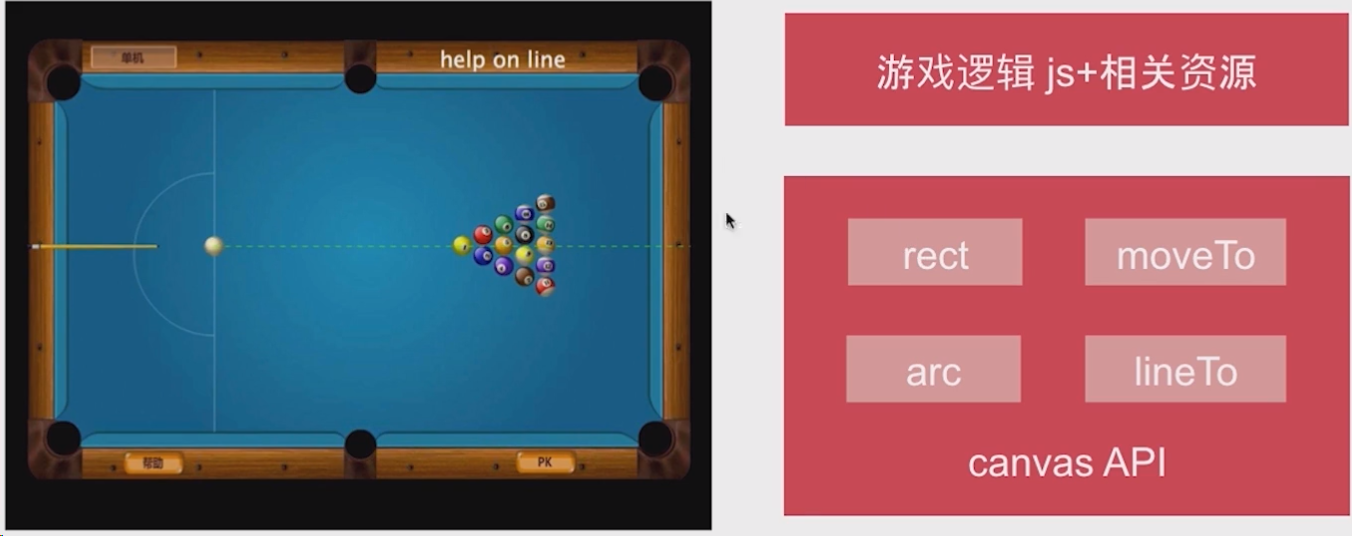 单机
help on line
帮助
PK
游戏逻辑 js+相关资源
rect
moveTo
arc
lineTo
canvas API